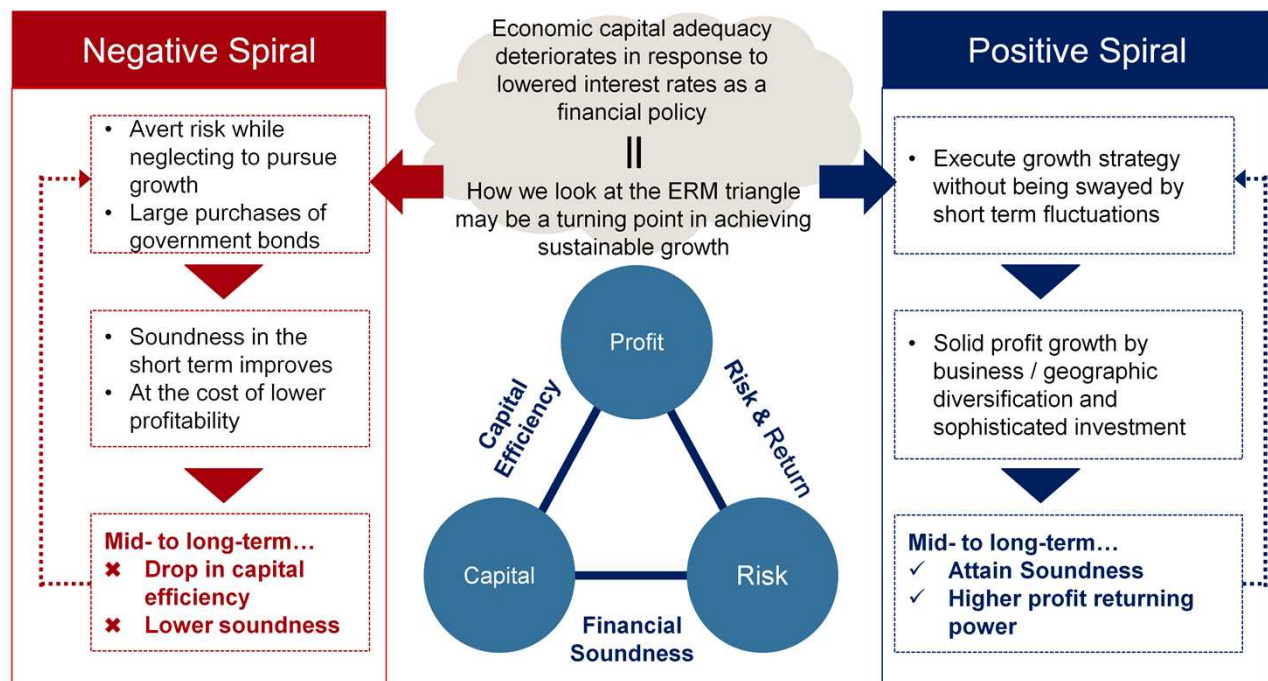 Negative Spiral
• Avert risk while
neglecting to pursue
growth
• Large purchases of
government bonds
• Soundness in the
short term improves
• At the cost of lower
profitability
Mid- to long-term…
✖ Drop in capital
efficiency
✖ Lower soundness
Economic capital adequacy
deteriorates in response to
lowered interest rates as a
financial policy
||
How we look at the ERM triangle
may be a turning point in achieving
sustainable growth
Profit
Capital
Efficiency
Risk & Return
Capital
Risk
Financial
Soundness
Positive Spiral
• Execute growth strategy
without being swayed by
short term fluctuations
• Solid profit growth by
business / geographic
diversification and
sophisticated investment
Mid- to long-term…
✓ Attain Soundness
✓ Higher profit returning
power